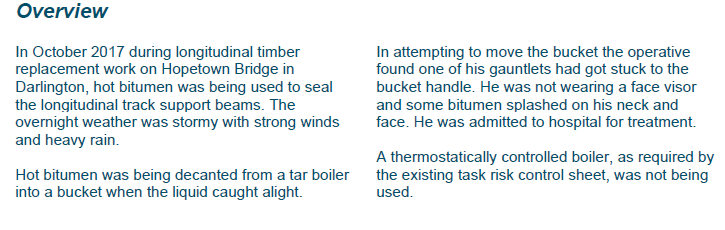 Overview
In October 2017 during longitudinal timber
replacement work on Hopetown Bridge in
Darlington, hot bitumen was being used to seal
the longitudinal track support beams. The
overnight weather was stormy with strong winds
and heavy rain.
Hot bitumen was being decanted from a tar boiler
into a bucket when the liquid caught alight.
In attempting to move the bucket the operative
found one of his gauntlets had got stuck to the
bucket handle. He was not wearing a face visor
and some bitumen splashed on his neck and
face. He was admitted to hospital for treatment.
A thermostatically controlled boiler, as required by
the existing task risk control sheet, was not being
used.